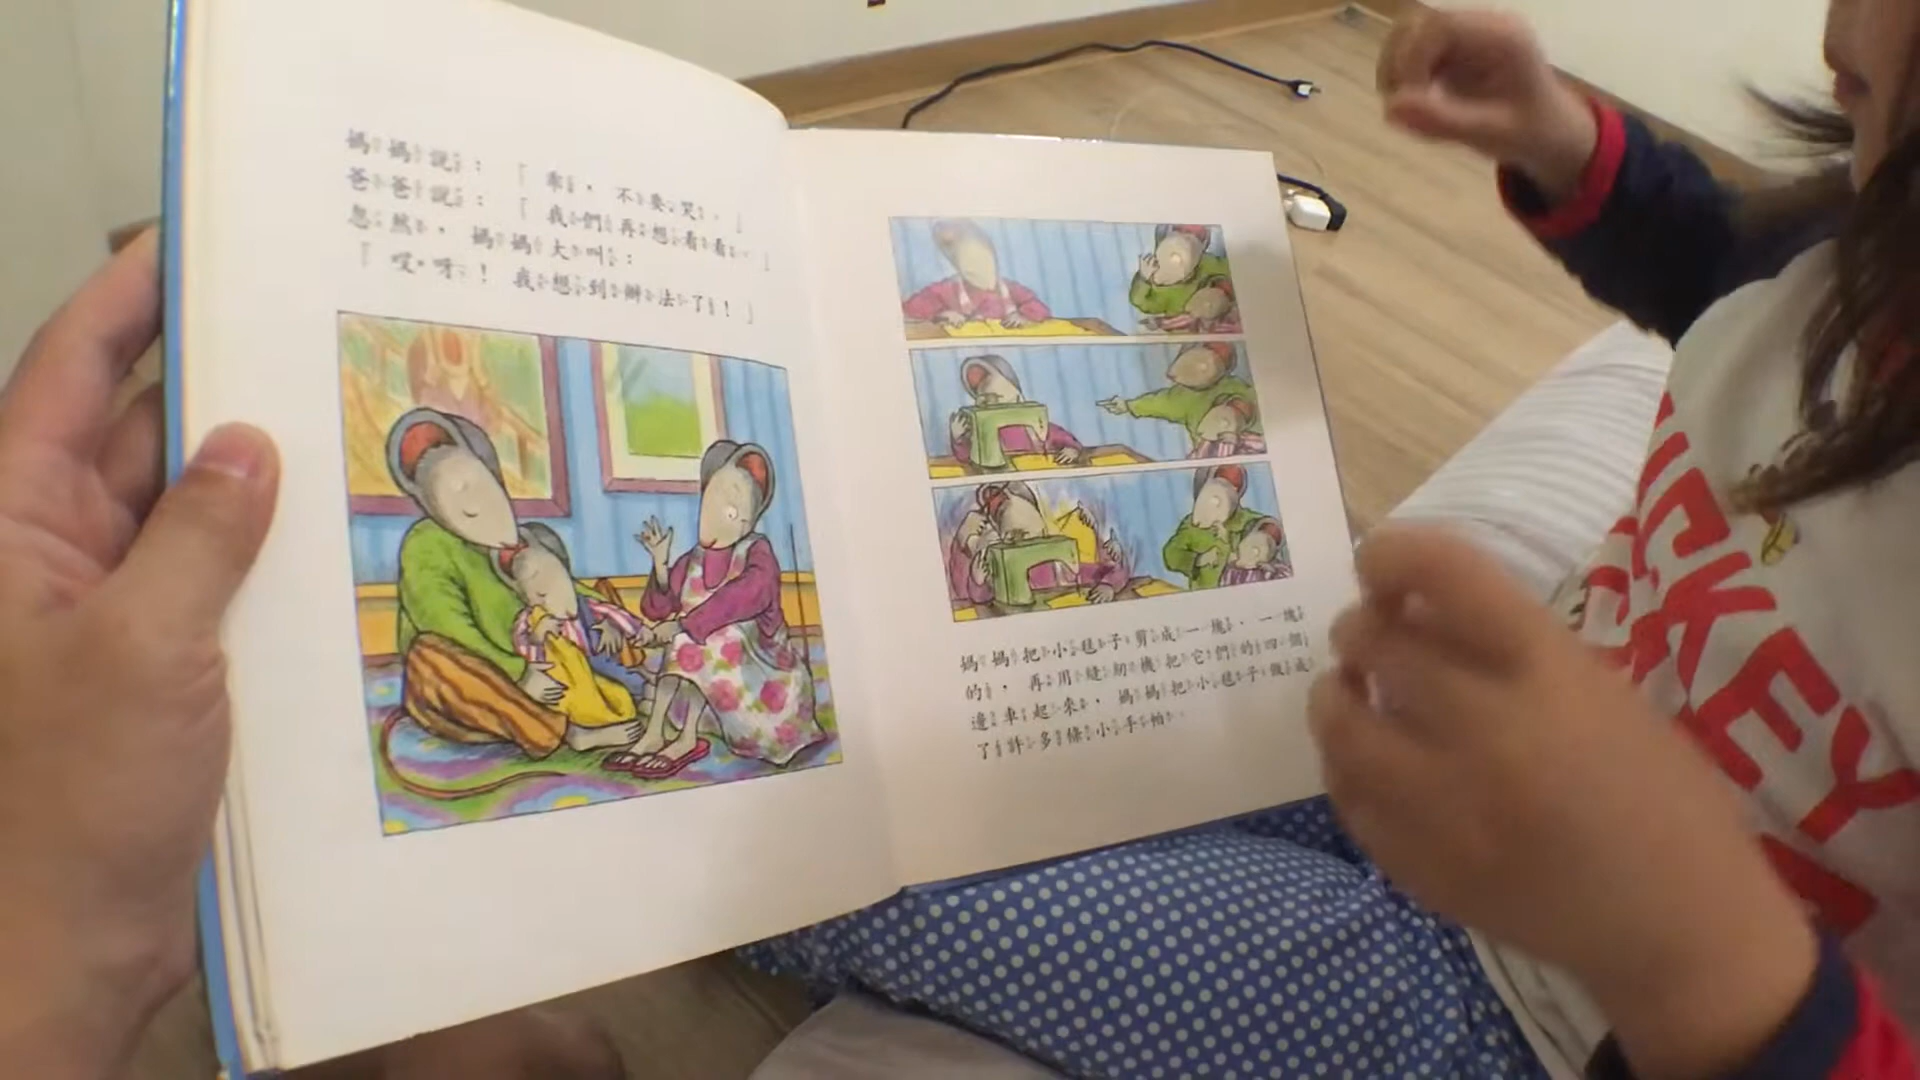 媽媽說：「乖，不要哭。」
爸爸說：「我們再想看看。」
忽然，媽媽大叫：
「哎呀！我想到辦法了！」
媽媽把小毯子剪成一塊、一塊
的，再用縫紉機把它們的四個
邊車起來，媽媽把小毯子做成
了許多條小手帕。
MICKEY